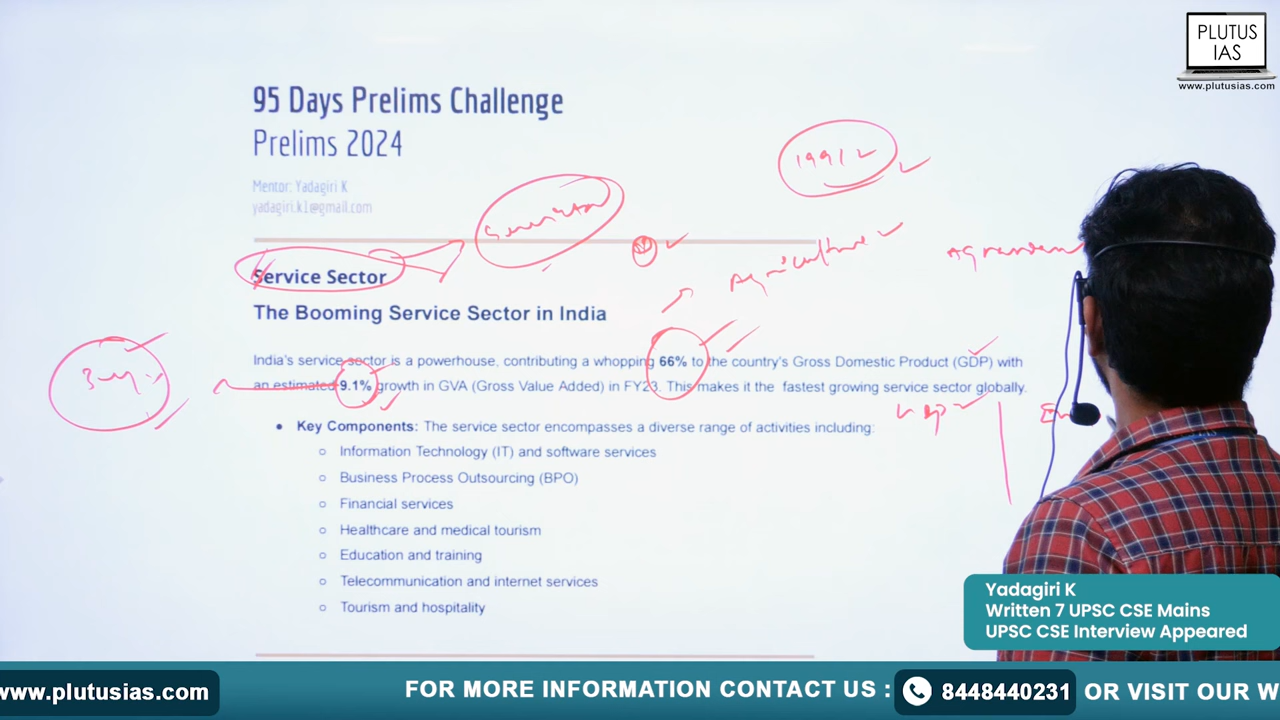 PLUTUS
IAS
www.plutusias.com
95 Days Prelims Challenge
Prelims 2024
Mentor: Yadagiri K
yadagiri.k1@gmail.com
1991
Agriculture
Service Sector
The Booming Service Sector in India
India's service sector is a powerhouse, contributing a whopping 66% to the country's Gross Domestic Product (GDP) with
an estimated 9.1% growth in GVA (Gross Value Added) in FY23. This makes it the fastest growing service sector globally.
• Key Components: The service sector encompasses a diverse range of activities including:
○ Information Technology (IT) and software services
○ Business Process Outsourcing (BPO)
○ Financial services
○ Healthcare and medical tourism
○ Education and training
○ Telecommunication and internet services
○ Tourism and hospitality
Yadagiri K
Written 7 UPSC CSE Mains
UPSC CSE Interview Appeared
www.plutusias.com
FOR MORE INFORMATION CONTACT US : 8448440231 OR VISIT OUR W